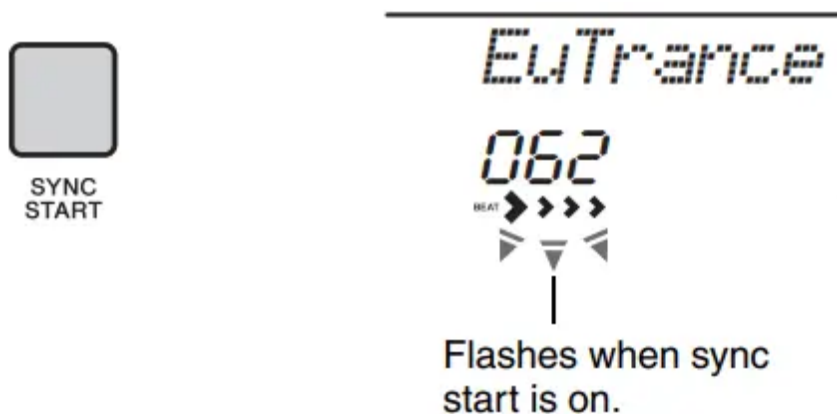 SYNC
START
EuTrance
062
BEAT
Flashes when sync
start is on.